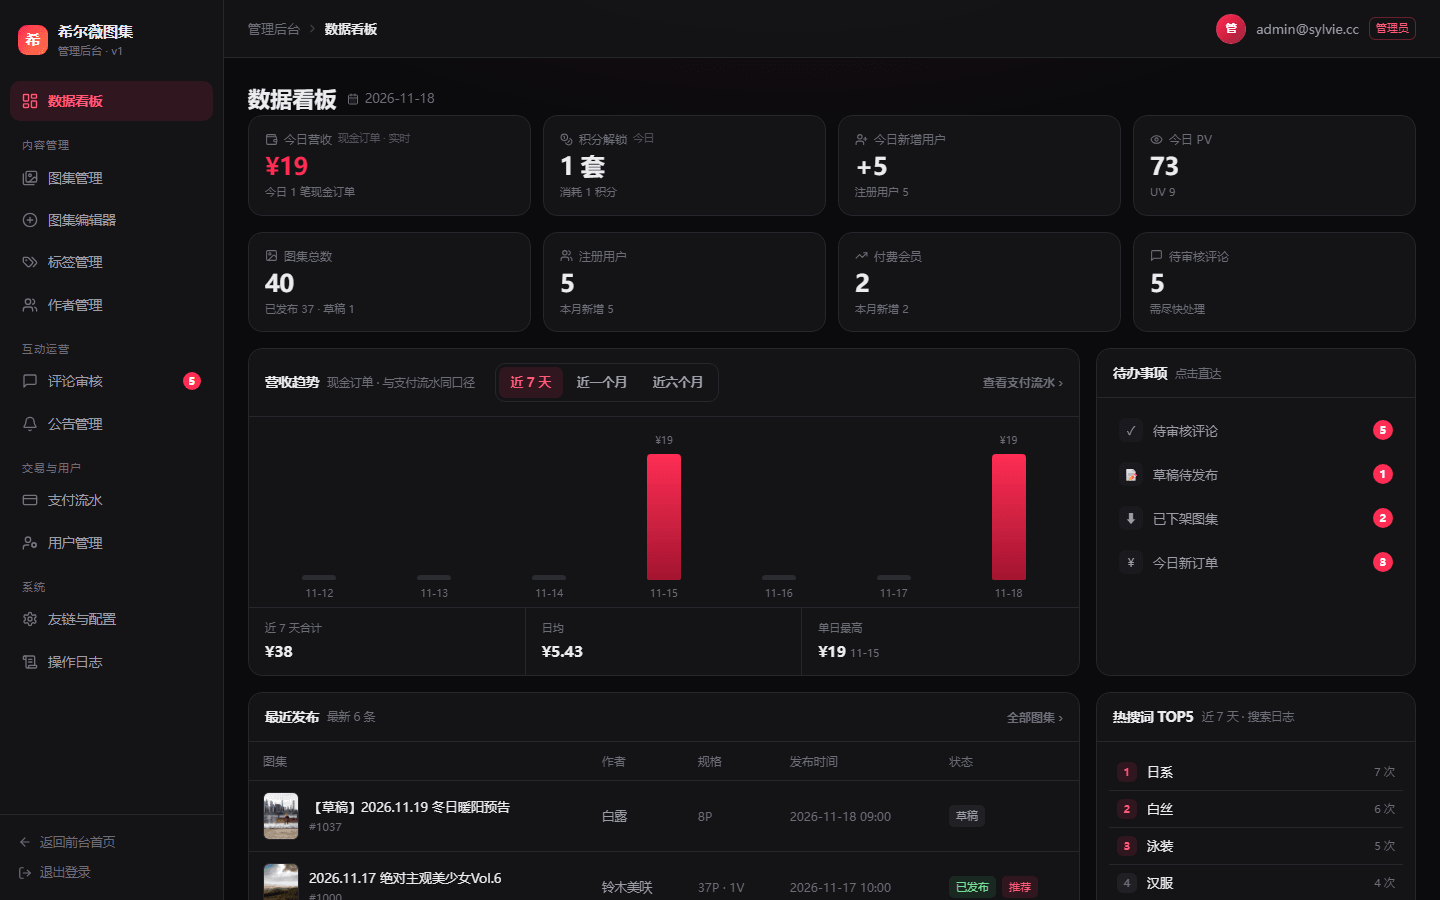 希
希尔薇图集
管理后台 · v1
数据看板
内容管理
图集管理
图集编辑器
标签管理
作者管理
互动运营
评论审核 5
公告管理
交易与用户
支付流水
用户管理
系统
友链与配置
操作日志
返回前台首页
退出登录
管理后台 › 数据看板
管 admin@sylvie.cc 管理员
数据看板 2026-11-18
今日营收 现金订单 · 实时
¥19
今日 1 笔现金订单
积分解锁 今日
1 套
消耗 1 积分
今日新增用户
+5
注册用户 5
今日 PV
73
UV 9
图集总数
40
已发布 37 · 草稿 1
注册用户
5
本月新增 5
付费会员
2
本月新增 2
待审核评论
5
需尽快处理
营收趋势 现金订单 · 与支付流水同口径 近 7 天 近一个月 近六个月 查看支付流水 ›
¥19 ¥19
11-12 11-13 11-14 11-15 11-16 11-17 11-18
近 7 天合计
¥38
日均
¥5.43
单日最高
¥19 11-15
待办事项 点击直达
✓ 待审核评论 5
草稿待发布 1
⬇ 已下架图集 2
¥ 今日新订单 3
最近发布 最新 6 条 全部图集 ›
图集 作者 规格 发布时间 状态
【草稿】2026.11.19 冬日暖阳预告
#1037
白露 8P 2026-11-18 09:00 草稿
2026.11.17 绝对主观美少女Vol.6
#1000
铃木美咲 37P · 1V 2026-11-17 10:00 已发布 推荐
热搜词 TOP5 近 7 天 · 搜索日志
1 日系 7 次
2 白丝 6 次
3 泳装 5 次
4 汉服 4 次